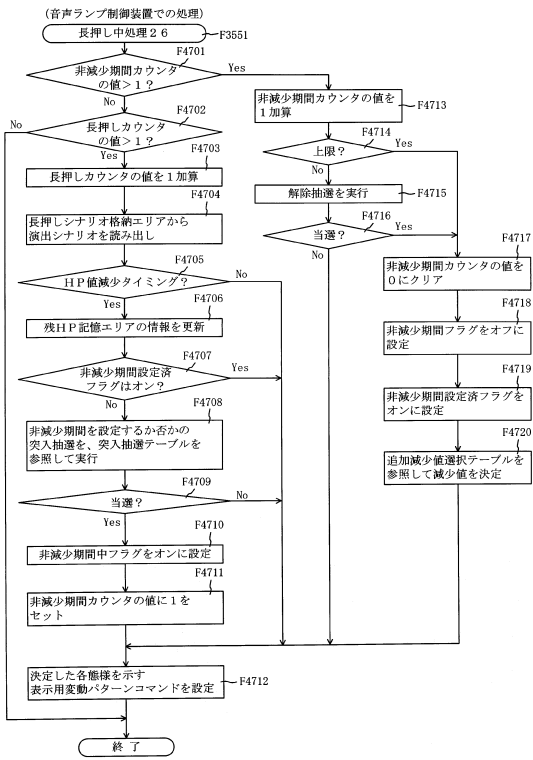 (音声ランプ制御装置での処理)
長押し中処理26
F3551
F4701
非減少期間カウンタ
の値>1?
Yes
No
F4702
長押しカウンタ
の値>1?
No
Yes
F4703
長押しカウンタの値を1加算
F4704
長押しシナリオ格納エリアから
演出シナリオを読み出し
F4705
HP値減少タイミング?
No
Yes
F4706
残HP記憶エリアの情報を更新
F4707
非減少期間設定済
フラグはオン?
Yes
No
F4708
非減少期間を設定するか否かの
突入抽選を、突入抽選テーブルを
参照して実行
F4709
当選?
No
Yes
F4710
非減少期間中フラグをオンに設定
F4711
非減少期間カウンタの値に1を
セット
決定した各態様を示す
表示用変動パターンコマンドを設定
F4712
終了
非減少期間カウンタの値を
1加算
F4713
F4714
上限?
Yes
No
解除抽選を実行
F4715
F4716
当選?
Yes
No
F4717
非減少期間カウンタの値を
0にクリア
F4718
非減少期間フラグをオフに
設定
F4719
非減少期間設定済フラグを
オンに設定
F4720
追加減少値選択テーブルを
参照して減少値を決定